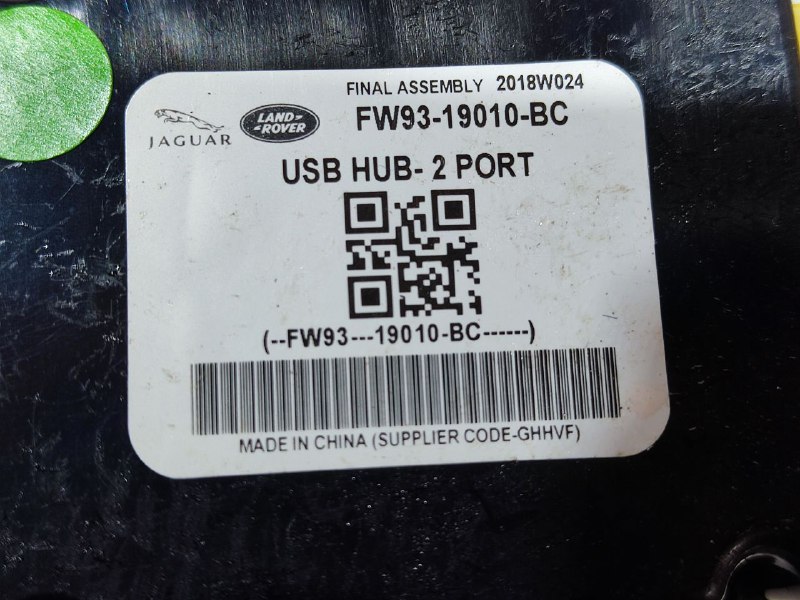 FINAL ASSEMBLY 2018W024
JAGUAR
LAND-
-ROVER
FW93-19010-BC
USB HUB- 2 PORT
(--FW93---19010-BC------)
MADE IN CHINA (SUPPLIER CODE-GHHVF)